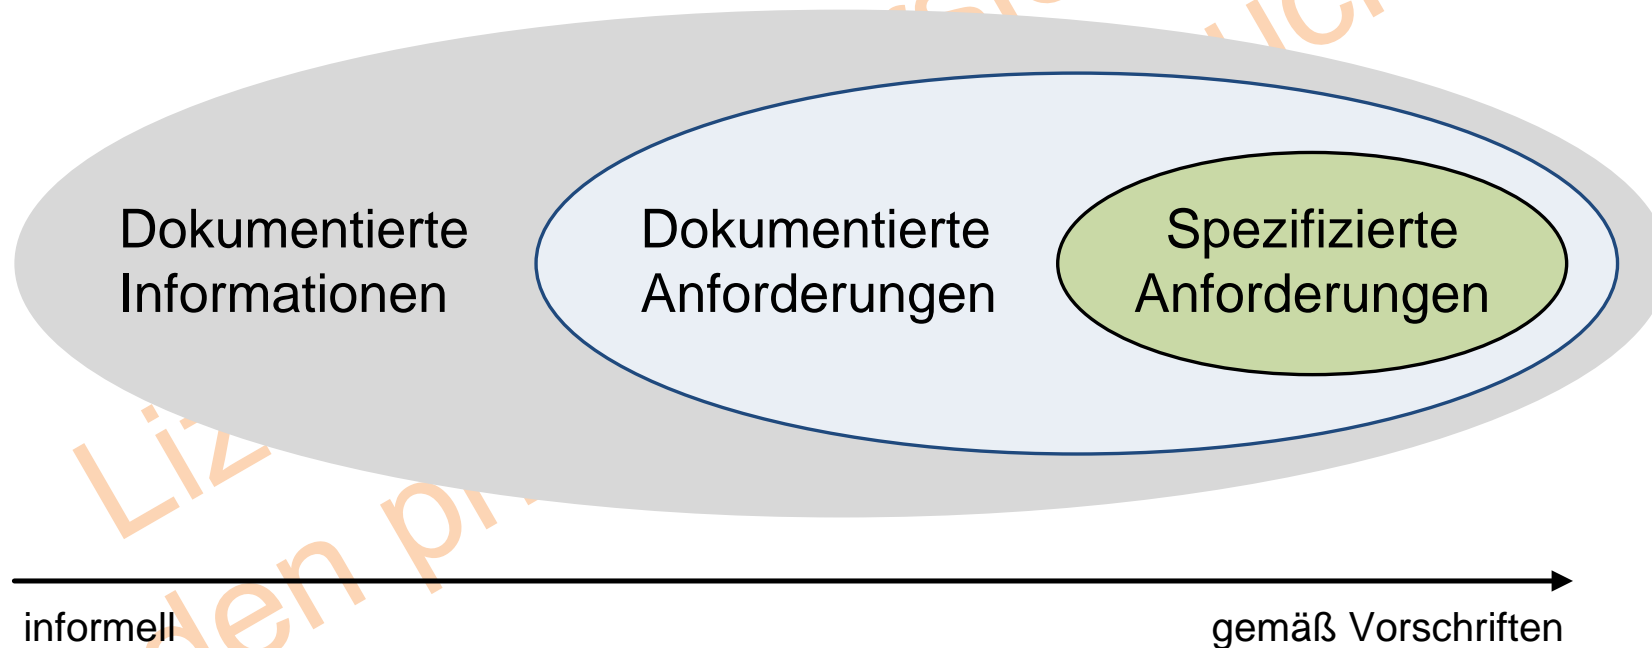 Dokumentierte
Informationen
Dokumentierte
Anforderungen
Spezifizierte
Anforderungen
informell
gemäß Vorschriften